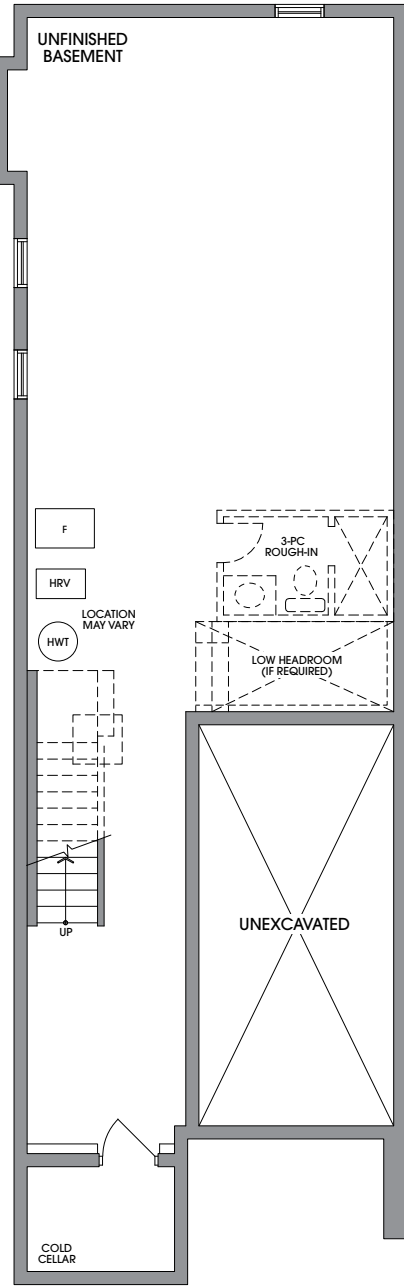 UNFINISHED
BASEMENT
F
3-PC
ROUGH-IN
HRV
LOCATION
MAY VARY
HWT
LOW HEADROOM
(IF REQUIRED)
UNEXCAVATED
UP
COLD
CELLAR